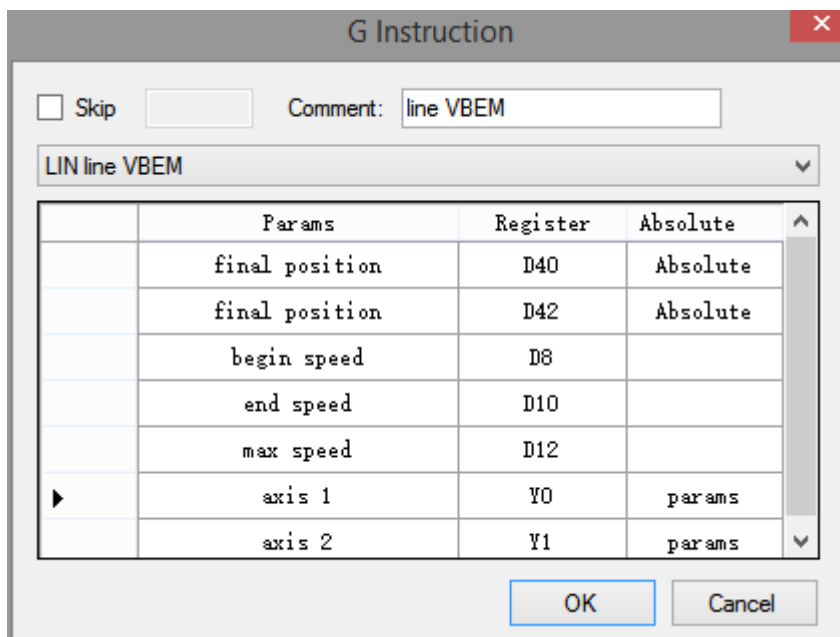 G Instruction
Skip Comment: line VBEM
LIN line VBEM
Params Register Absolute
final position D40 Absolute
final position D42 Absolute
begin speed D8
end speed D10
max speed D12
axis 1 Y0 params
axis 2 Y1 params
OK Cancel